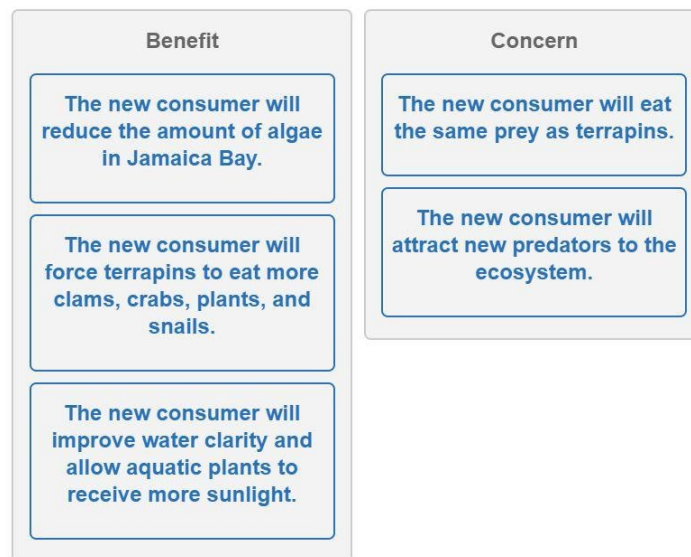 Benefit
The new consumer will
reduce the amount of algae
in Jamaica Bay.
The new consumer will
force terrapins to eat more
clams, crabs, plants, and
snails.
The new consumer will
improve water clarity and
allow aquatic plants to
receive more sunlight.
Concern
The new consumer will eat
the same prey as terrapins.
The new consumer will
attract new predators to the
ecosystem.